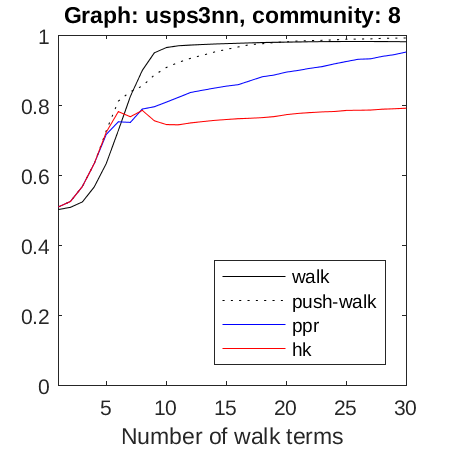 Graph: usps3nn, community: 8
1
0.8
0.6
0.4
0.2
0
walk
push-walk
ppr
hk
5 10 15 20 25 30
Number of walk terms